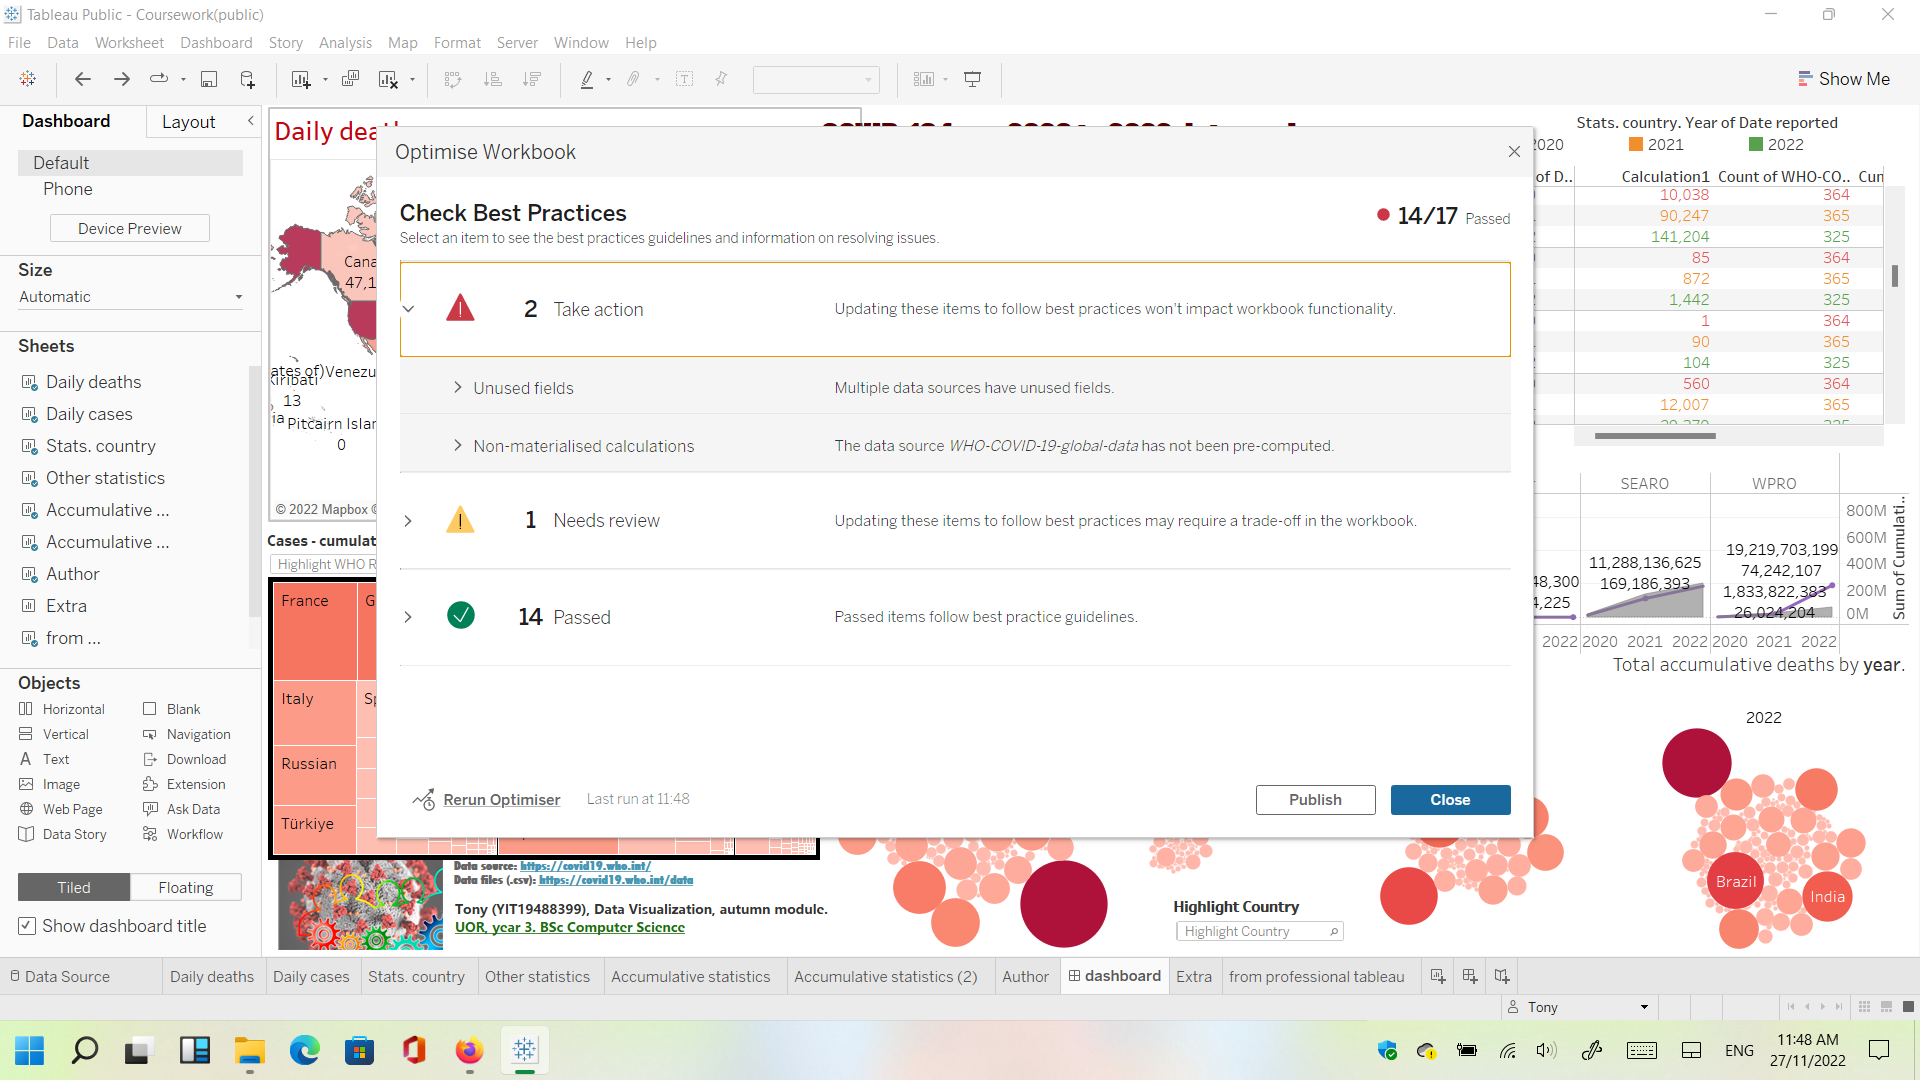 Tableau Public - Coursework(public)
File Data Worksheet Dashboard Story Analysis Map Format Server Window Help
Show Me
Dashboard Layout
Default
Phone
Device Preview
Size
Automatic
Sheets
Daily deaths
Daily cases
Stats. country
Other statistics
Accumulative ...
Accumulative ...
Author
Extra
from ...
Objects
Horizontal Blank
Vertical Navigation
Text Download
Image Extension
Web Page Ask Data
Data Story Workflow
Tiled Floating
Show dashboard title
Daily
Cana
47,1
ates of) Venezu
Kiribati
13
ia Pitcairn Islar
0
© 2022 Mapbox ©
Cases - cumulat
Highlight WHO R
France G
Italy Sp
Russian
Türkiye
Optimise Workbook
Check Best Practices
Select an item to see the best practices guidelines and information on resolving issues.
14/17 Passed
2 Take action Updating these items to follow best practices won't impact workbook functionality.
Unused fields Multiple data sources have unused fields.
Non-materialised calculations The data source WHO-COVID-19-global-data has not been pre-computed.
1 Needs review Updating these items to follow best practices may require a trade-off in the workbook.
14 Passed Passed items follow best practice guidelines.
Rerun Optimiser Last run at 11:48
Publish Close
Stats. country. Year of Date reported
2020 2021 2022
of D.. Calculation1 Count of WHO-CO.. Cun
10,038 364
90,247 365
141,204 325
85 364
872 365
1,442 325
1 364
90 365
104 325
560 364
12,007 365
SEARO WPRO
11,288,136,625
169,186,393
19,219,703,199
74,242,107
1,833,822,383
26,024,204
48,300
4,225
800M
600M
400M
200M
0M
Sum of Cumulati..
2022 2020 2021 2022 2020 2021 2022
Total accumulative deaths by year.
2022
Brazil
India
Data source: https://covid19.who.int/
Data files (.csv): https://covid19.who.int/data
Tony (YIT19488399), Data Visualization, autumn module.
UOR, year 3. BSc Computer Science
Highlight Country
Highlight Country
Data Source Daily deaths Daily cases Stats. country Other statistics Accumulative statistics Accumulative statistics (2) Author dashboard Extra from professional tableau
Tony
ENG
11:48 AM
27/11/2022